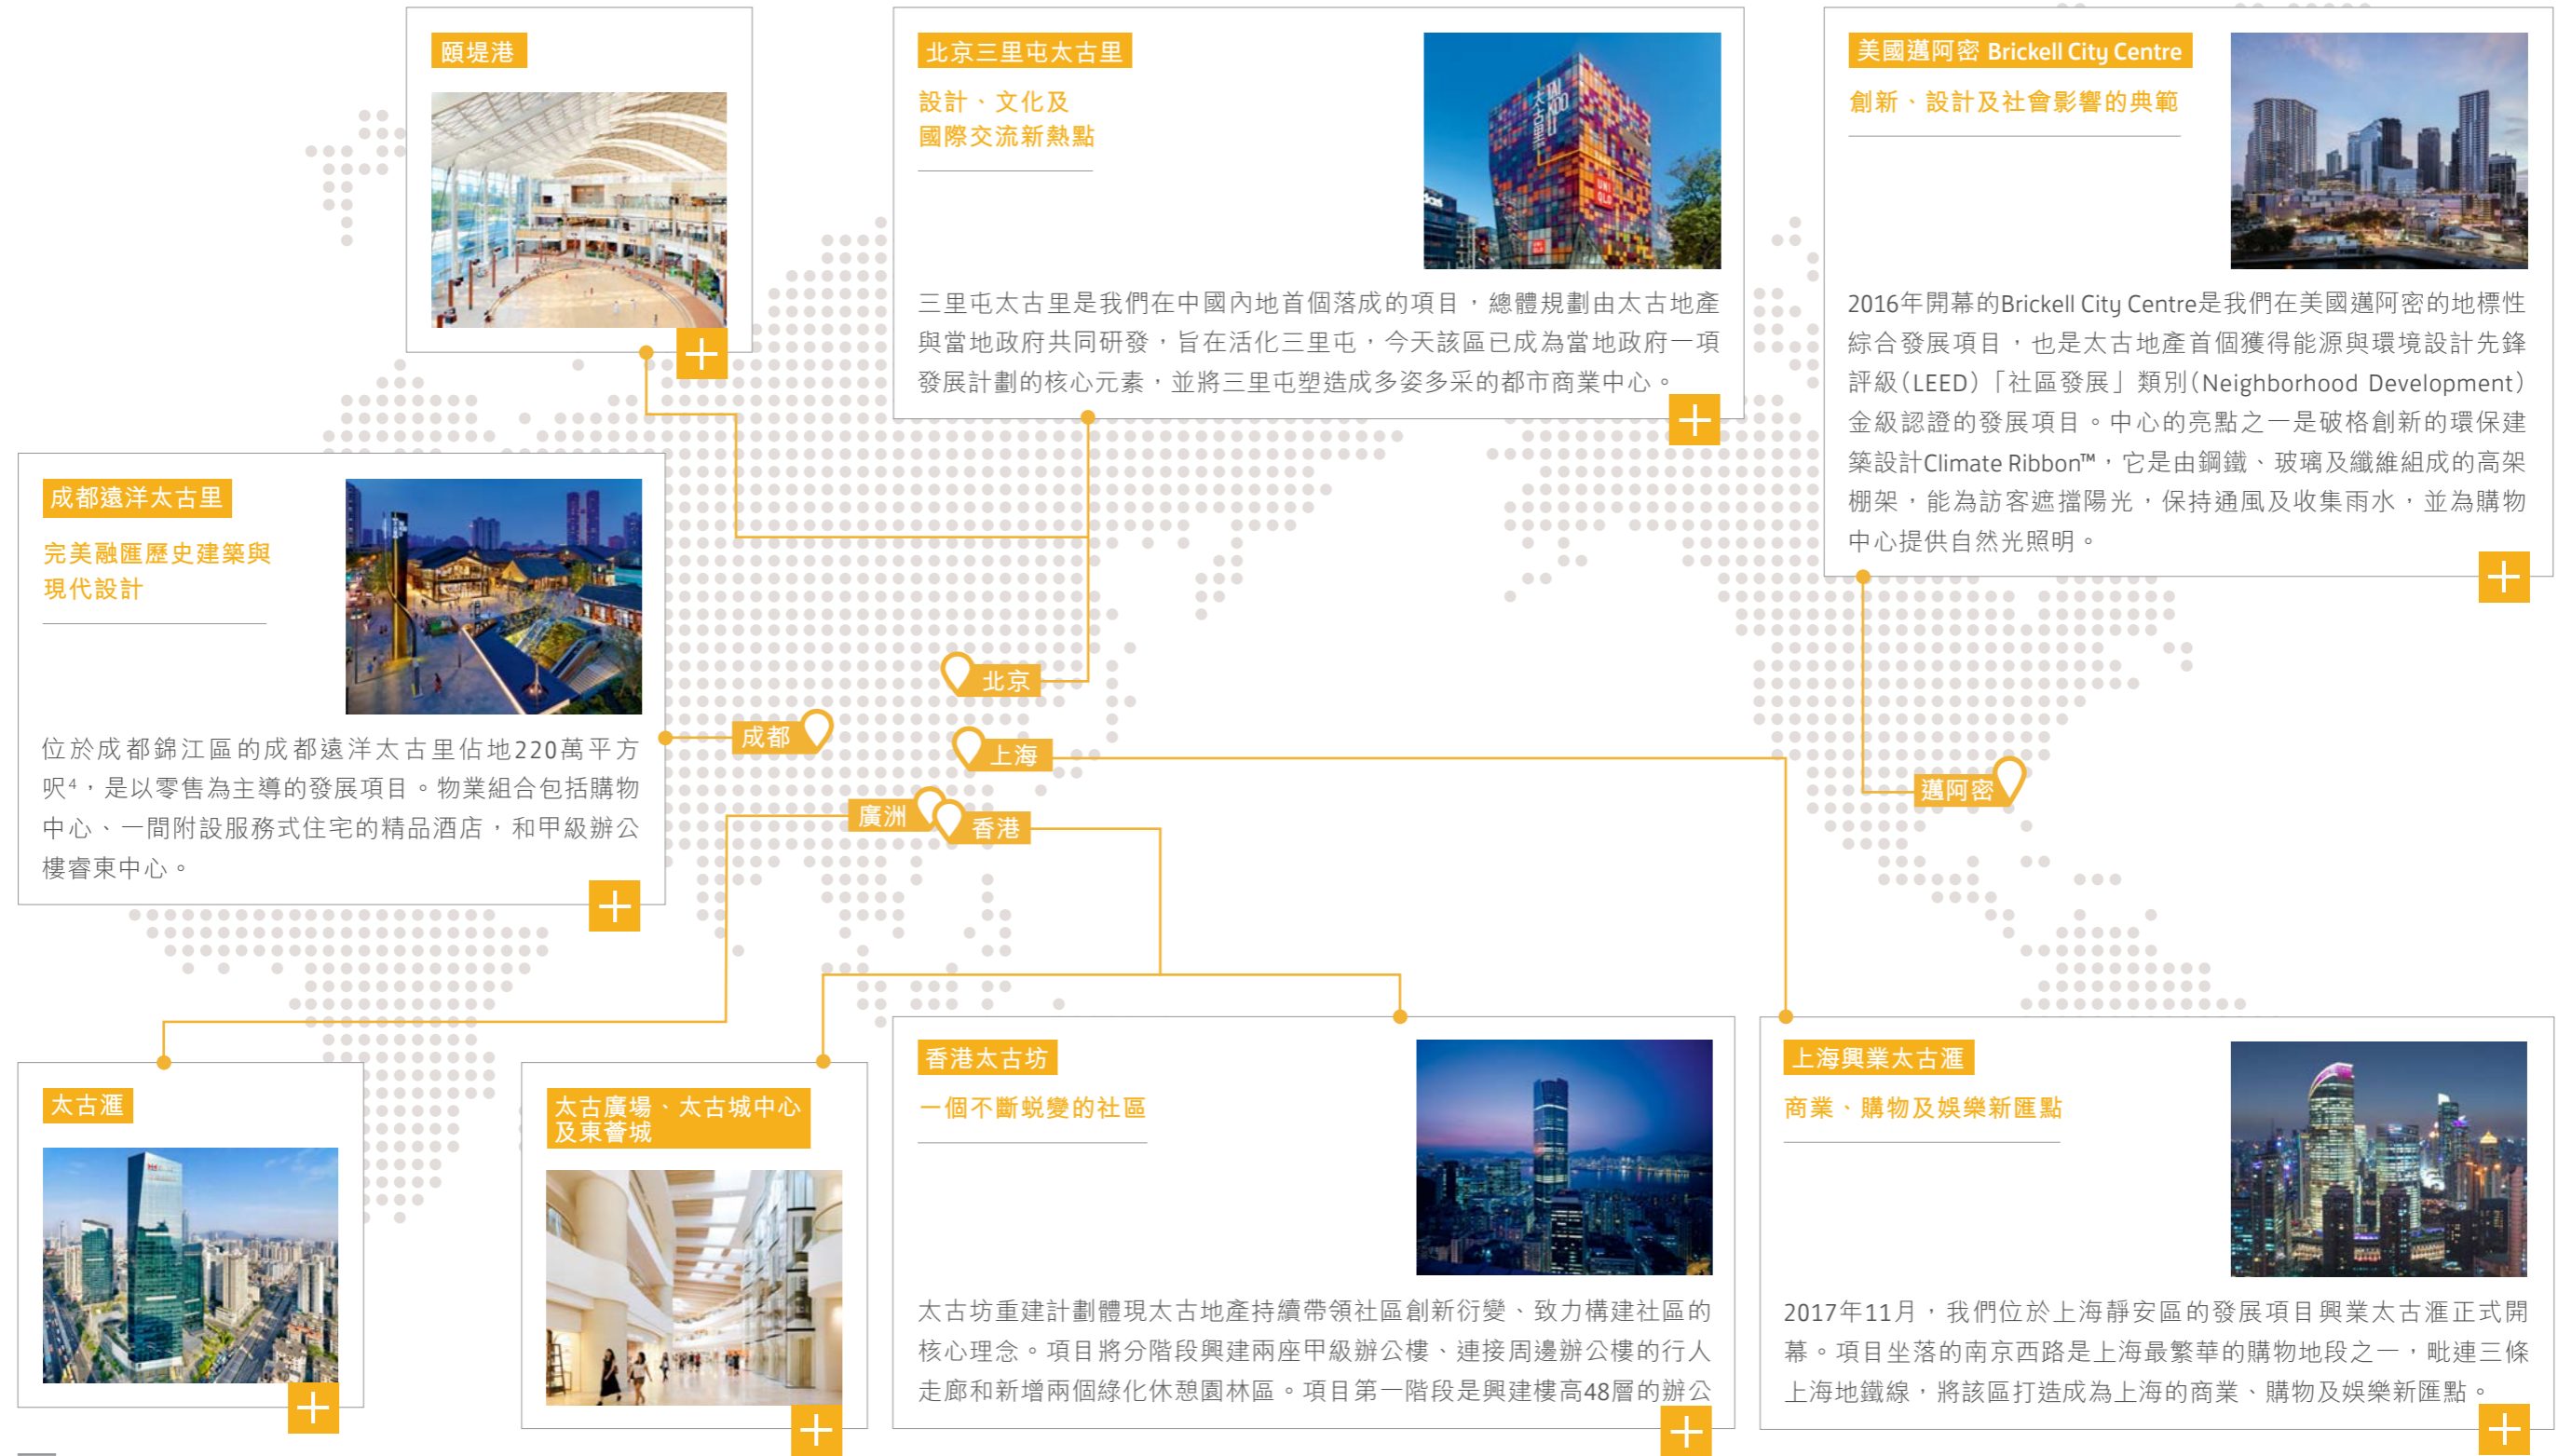 頤堤港
北京三里屯太古里
設計、文化及
國際交流新熱點
太古里
TAI KOO LI
UNI
QLO
三里屯太古里是我們在中國內地首個落成的項目，總體規劃由太古地產
與當地政府共同研發，旨在活化三里屯，今天該區已成為當地政府一項
發展計劃的核心元素，並將三里屯塑造成多姿多采的都市商業中心。
美國邁阿密 Brickell City Centre
創新、設計及社會影響的典範
2016年開幕的Brickell City Centre是我們在美國邁阿密的地標性
綜合發展項目，也是太古地產首個獲得能源與環境設計先鋒
評級（LEED）「社區發展」類別（Neighborhood Development）
金級認證的發展項目。中心的亮點之一是破格創新的環保建
築設計Climate Ribbon™，它是由鋼鐵、玻璃及纖維組成的高架
棚架，能為訪客遮擋陽光，保持通風及收集雨水，並為購物
中心提供自然光照明。
成都遠洋太古里
完美融匯歷史建築與
現代設計
位於成都錦江區的成都遠洋太古里佔地220萬平方
呎4，是以零售為主導的發展項目。物業組合包括購物
中心、一間附設服務式住宅的精品酒店，和甲級辦公
樓睿東中心。
北京
成都
上海
邁阿密
廣洲
香港
太古滙
太古廣場、太古城中心
及東薈城
香港太古坊
一個不斷蛻變的社區
太古坊重建計劃體現太古地產持續帶領社區創新衍變、致力構建社區的
核心理念。項目將分階段興建兩座甲級辦公樓、連接周邊辦公樓的行人
走廊和新增兩個綠化休憩園林區。項目第一階段是興建樓高48層的辦公
上海興業太古滙
商業、購物及娛樂新匯點
2017年11月，我們位於上海靜安區的發展項目興業太古滙正式開
幕。項目坐落的南京西路是上海最繁華的購物地段之一，毗連三條
上海地鐵線，將該區打造成為上海的商業、購物及娛樂新匯點。